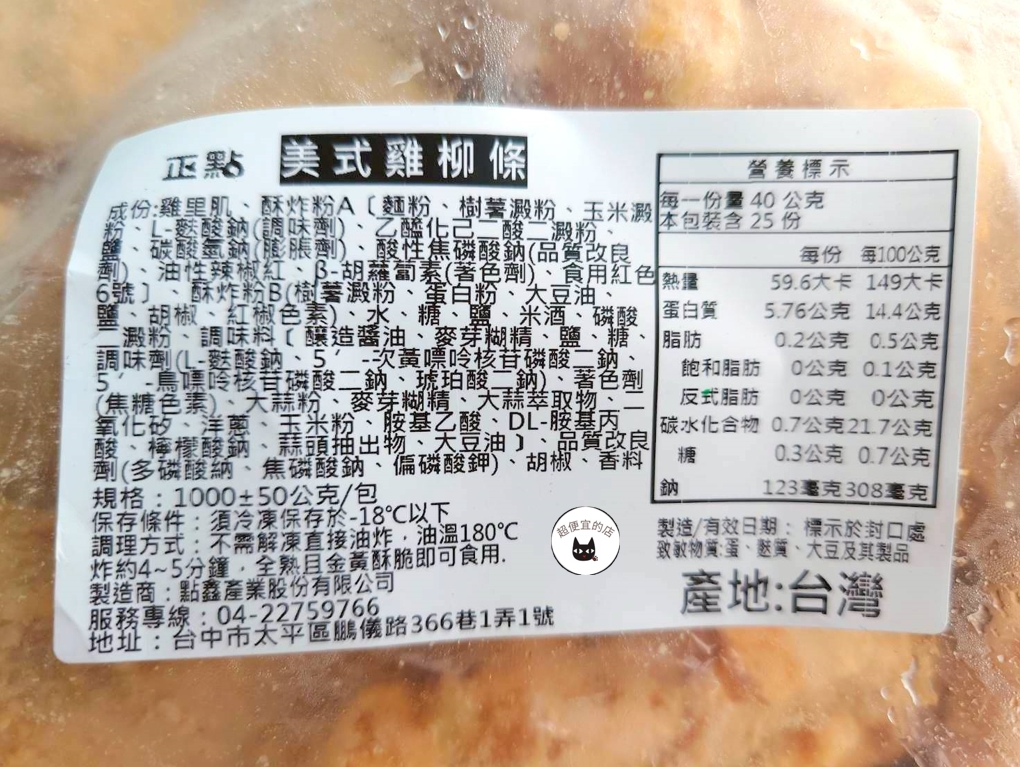 正點 美式雞柳條
成份:雞里肌、酥炸粉A〔麵粉、樹薯澱粉、玉米澱
粉、L-麩酸鈉(調味劑)、乙醯化己二酸二澱粉、
鹽、碳酸氫鈉(膨脹劑)、酸性焦磷酸鈉(品質改良
劑)、油性辣椒紅、β-胡蘿蔔素(著色劑)、食用紅色
6號〕、酥炸粉B(樹薯澱粉、蛋白粉、大豆油、
鹽、胡椒、紅椒色素)、水、糖、鹽、米酒、磷酸
二澱粉、調味料〔釀造醬油、麥芽糊精、鹽、糖、
調味劑(L-麩酸鈉、5′-次黃嘌呤核苷磷酸二鈉、
5′-鳥嘌呤核苷磷酸二鈉、琥珀酸二鈉)、著色劑
(焦糖色素)、大蒜粉、麥芽糊精、大蒜萃取物、二
氧化矽、洋蔥、玉米粉、胺基乙酸、DL-胺基丙
酸、檸檬酸鈉、蒜頭抽出物、大豆油〕、品質改良
劑(多磷酸納、焦磷酸鈉、偏磷酸鉀)、胡椒、香料
規格：1000±50公克/包
保存條件：須冷凍保存於-18℃以下
調理方式：不需解凍直接油炸，油溫180℃
炸約4~5分鐘，全熟且金黃酥脆即可食用.
製造商：點鑫產業股份有限公司
服務專線：04-22759766
地址：台中市太平區鵬儀路366巷1弄1號
營養標示
每一份量 40 公克
本包裝含 25 份
每份 每100公克
熱量 59.6大卡 149大卡
蛋白質 5.76公克 14.4公克
脂肪 0.2公克 0.5公克
飽和脂肪 0公克 0.1公克
反式脂肪 0公克 0公克
碳水化合物 0.7公克 21.7公克
糖 0.3公克 0.7公克
鈉 123毫克 308毫克
製造/有效日期：標示於封口處
致敏物質:蛋、麩質、大豆及其製品
產地:台灣
超便宜的店